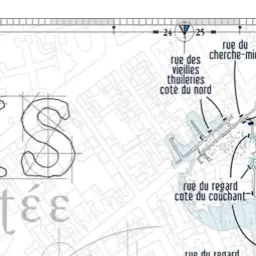 24 25
rue des
vieilles
thuileries
coté du nord
rue du
cherche-mi
S
tée
rue du regard
coté du couchant
rue du regard